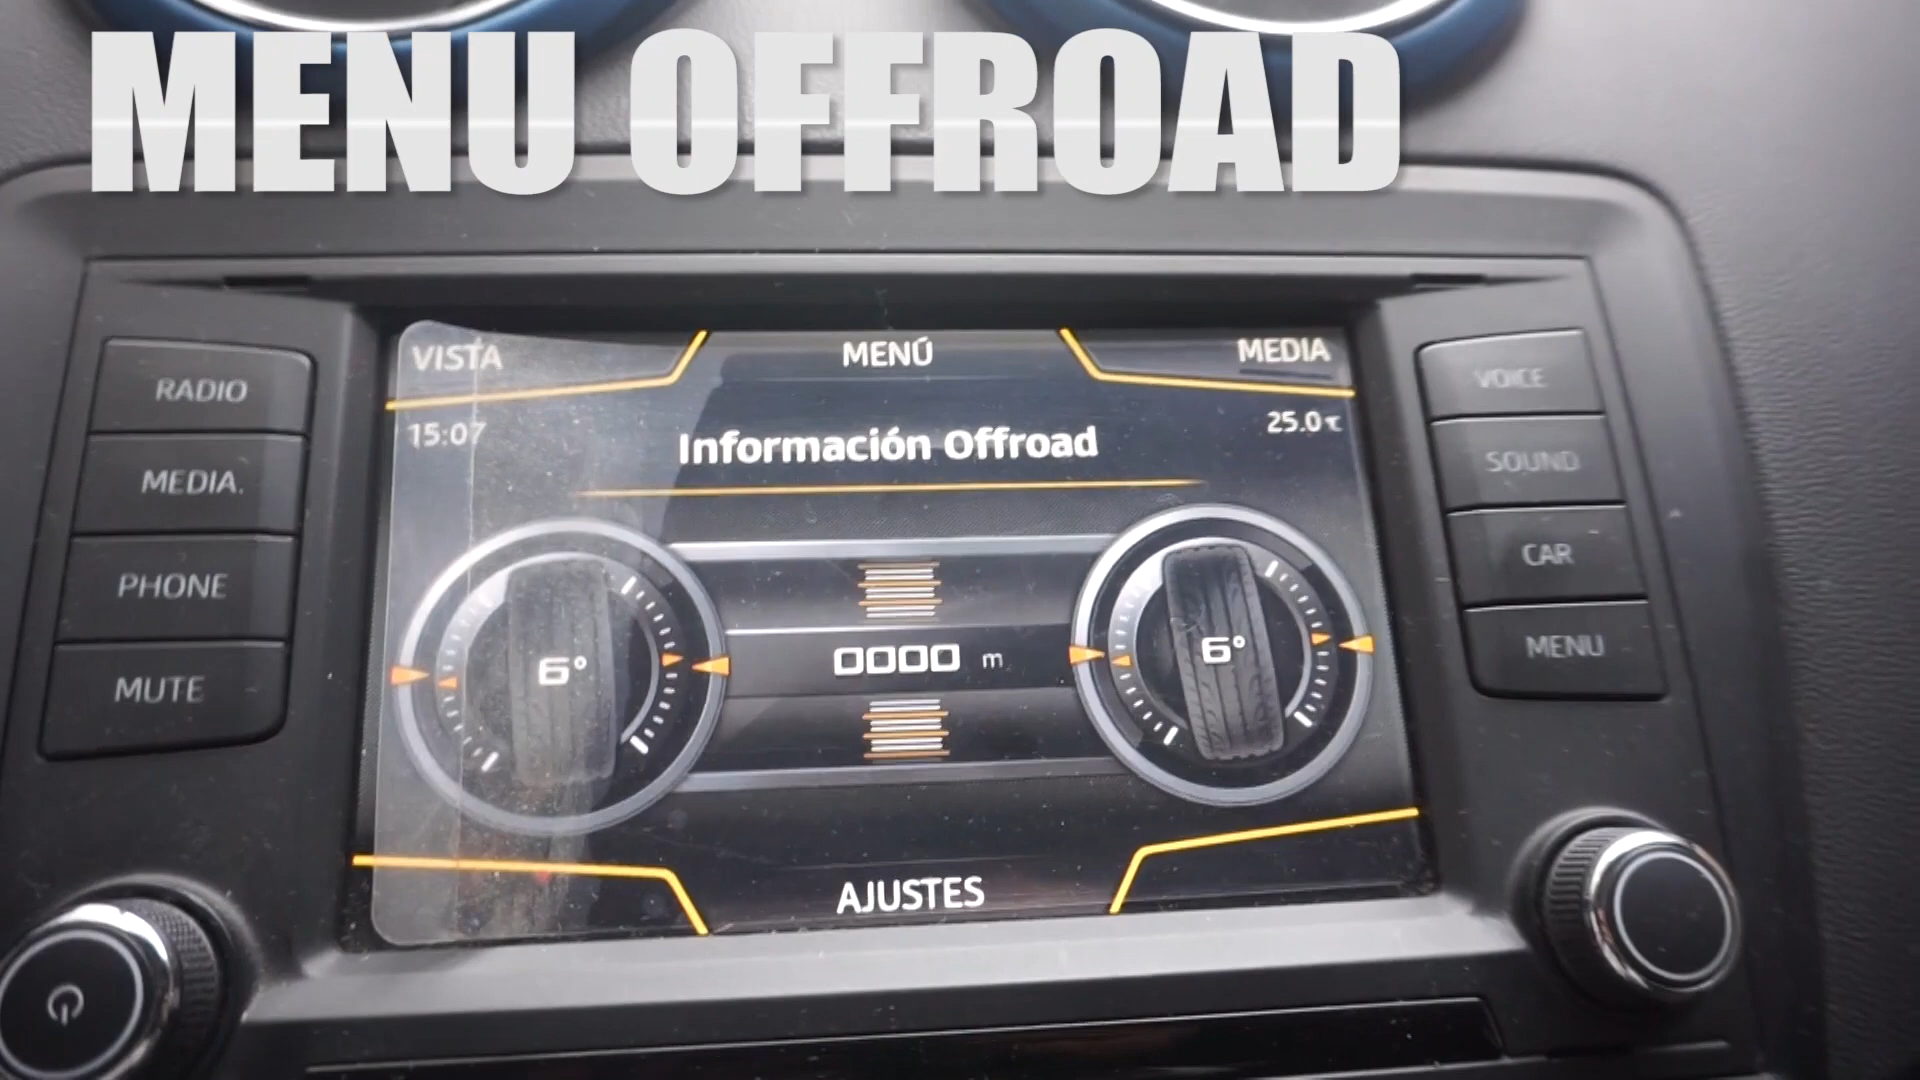 MENU OFFROAD
VISTA
MENÚ
MEDIA
15:07
Información Offroad
25.0 °C
6°
0000 m
6°
AJUSTES
RADIO
MEDIA.
PHONE
MUTE
VOICE
SOUND
CAR
MENU